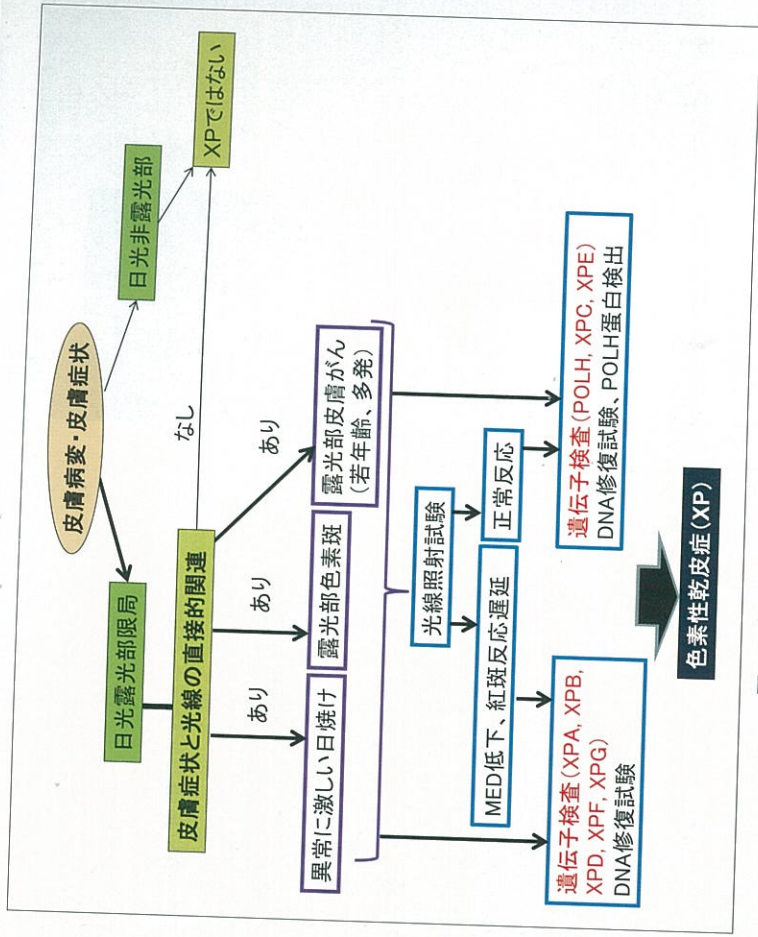 皮膚病変・皮膚症状
日光露光部限局
日光非露光部
皮膚症状と光線の直接的関連
なし
XPではない
あり
あり
あり
異常に激しい日焼け
露光部色素斑
露光部皮膚がん
(若年齢、多発)
光線照射試験
MED低下、紅斑反応遅延
正常反応
遺伝子検査(XPA, XPB,
XPD, XPF, XPG)
DNA修復試験
遺伝子検査(POLH, XPC, XPE)
DNA修復試験、POLH蛋白検出
色素性乾皮症(XP)